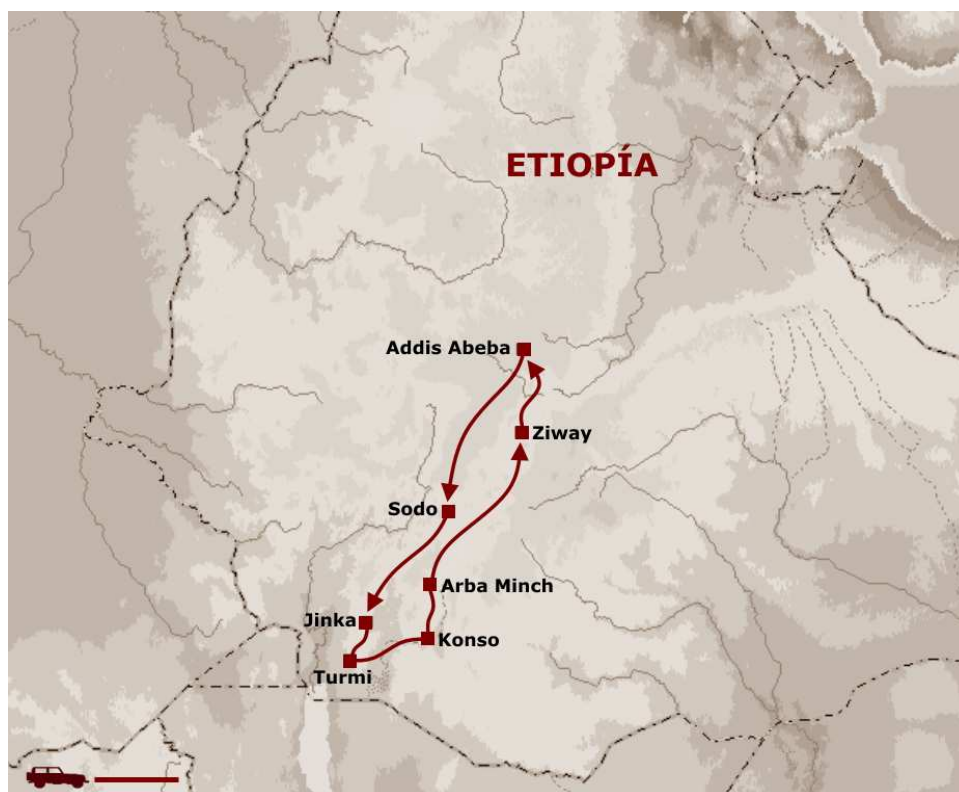 ETIOPÍA
Addis Abeba
Ziway
Sodo
Arba Minch
Jinka
Konso
Turmi